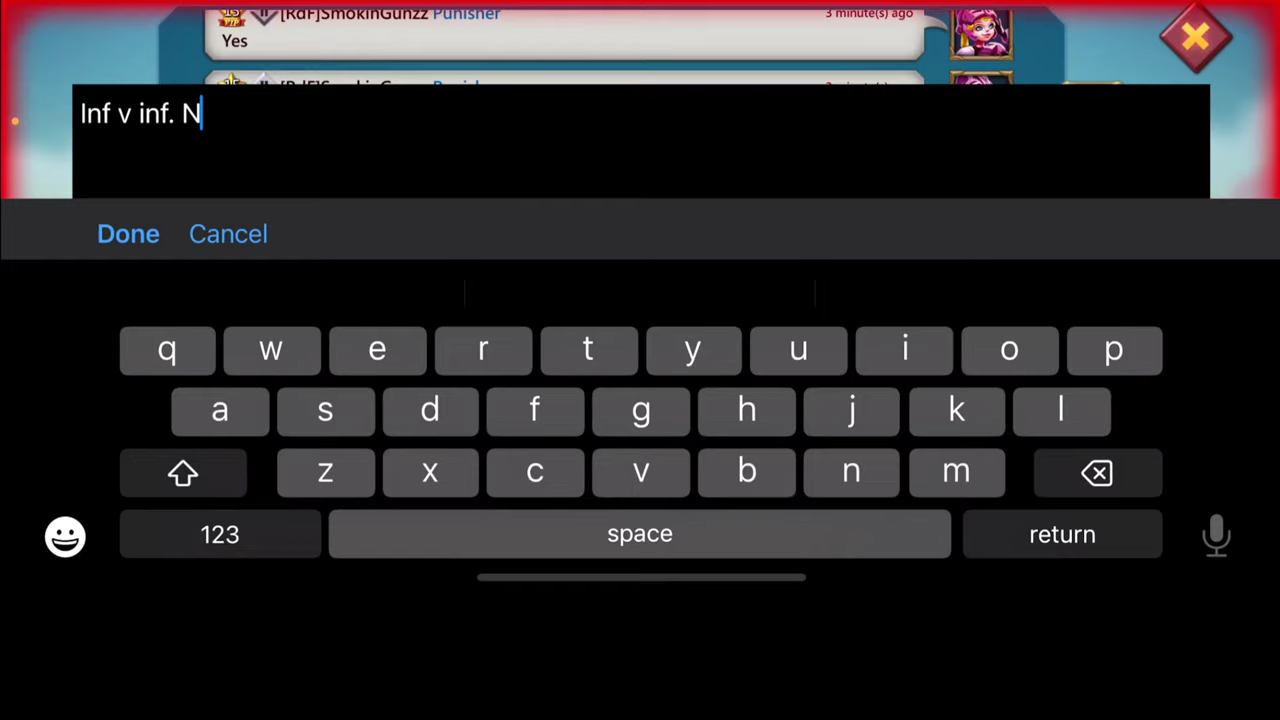 [RdF]SmokinGunzz Punisher
3 minute(s) ago
Yes
Inf v inf. N
Done Cancel
q w e r t y u i o p
a s d f g h j k l
z x c v b n m
123 space return